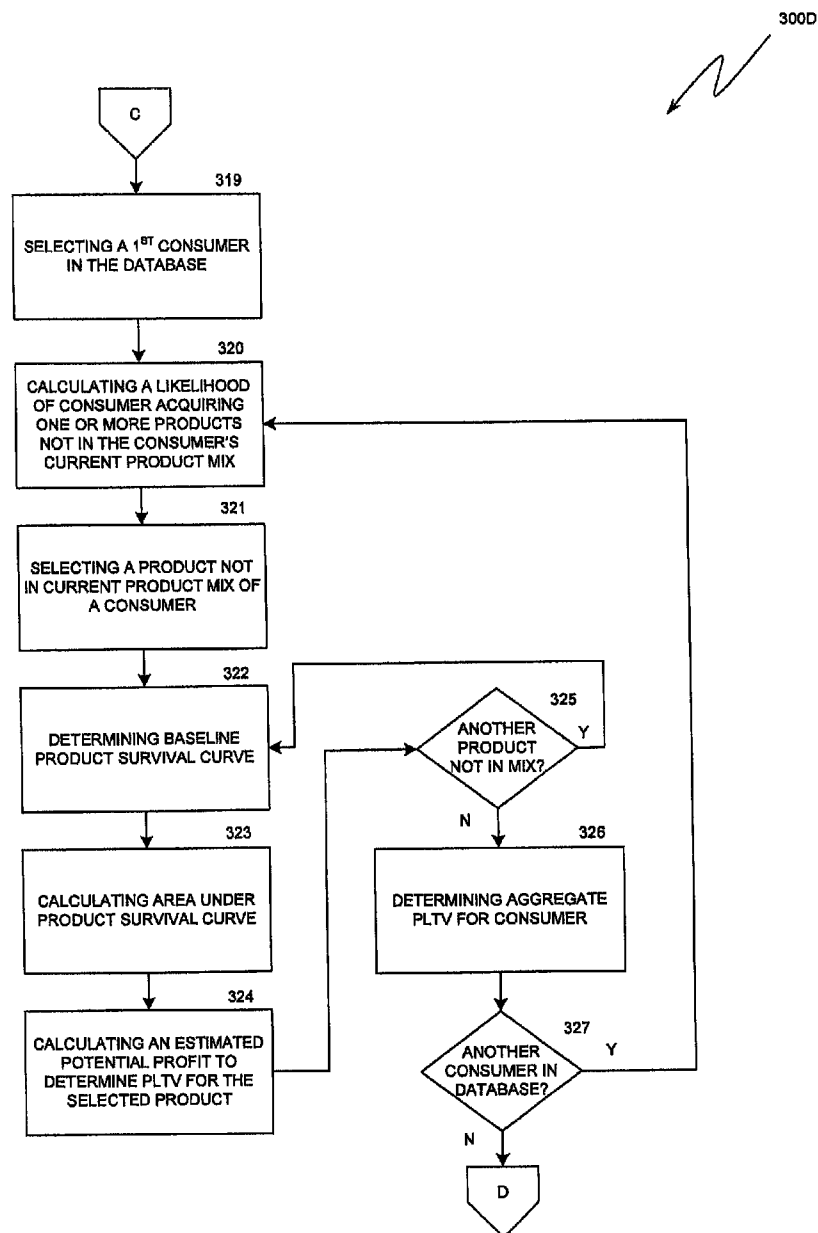 300D
C
319
SELECTING A 1ST CONSUMER
IN THE DATABASE
320
CALCULATING A LIKELIHOOD
OF CONSUMER ACQUIRING
ONE OR MORE PRODUCTS
NOT IN THE CONSUMER'S
CURRENT PRODUCT MIX
321
SELECTING A PRODUCT NOT
IN CURRENT PRODUCT MIX OF
A CONSUMER
322
DETERMINING BASELINE
PRODUCT SURVIVAL CURVE
323
CALCULATING AREA UNDER
PRODUCT SURVIVAL CURVE
324
CALCULATING AN ESTIMATED
POTENTIAL PROFIT TO
DETERMINE PLTV FOR THE
SELECTED PRODUCT
325
ANOTHER
PRODUCT
NOT IN MIX?
Y
N
326
DETERMINING AGGREGATE
PLTV FOR CONSUMER
327
ANOTHER
CONSUMER IN
DATABASE?
Y
N
D